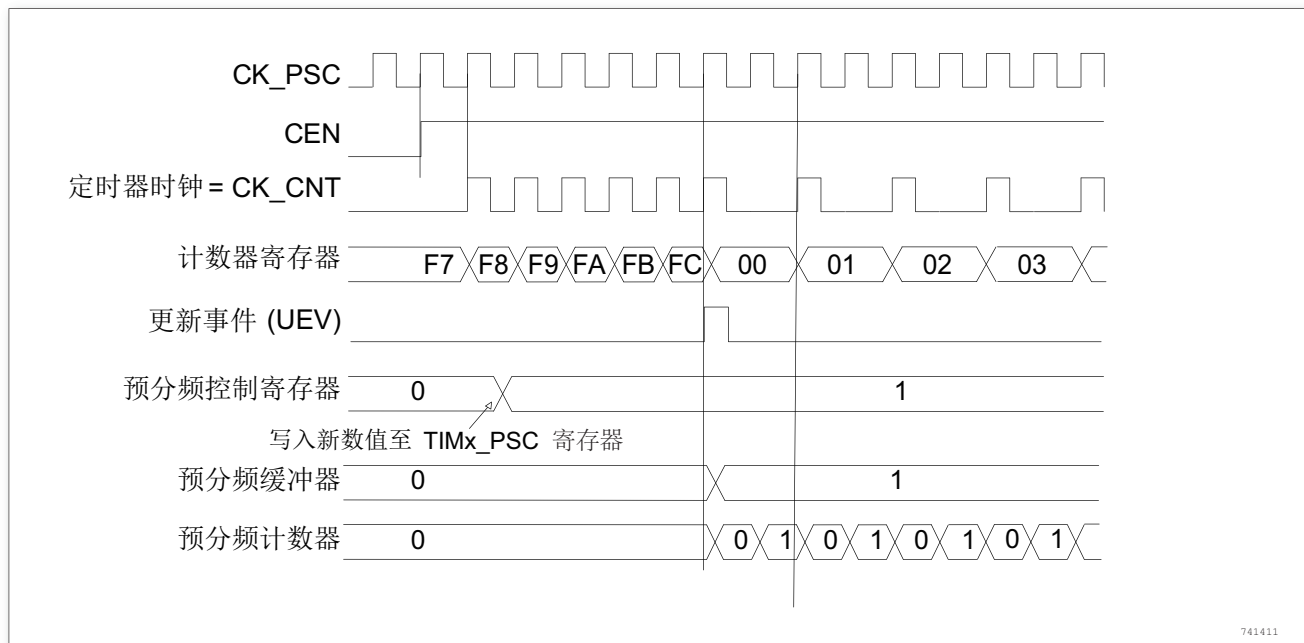 CK_PSC
CEN
定时器时钟 = CK_CNT
计数器寄存器 F7 F8 F9 FA FB FC 00 01 02 03
更新事件 (UEV)
预分频控制寄存器 0 1
写入新数值至 TIMx_PSC 寄存器
预分频缓冲器 0 1
预分频计数器 0 0 1 0 1 0 1 0 1
741411